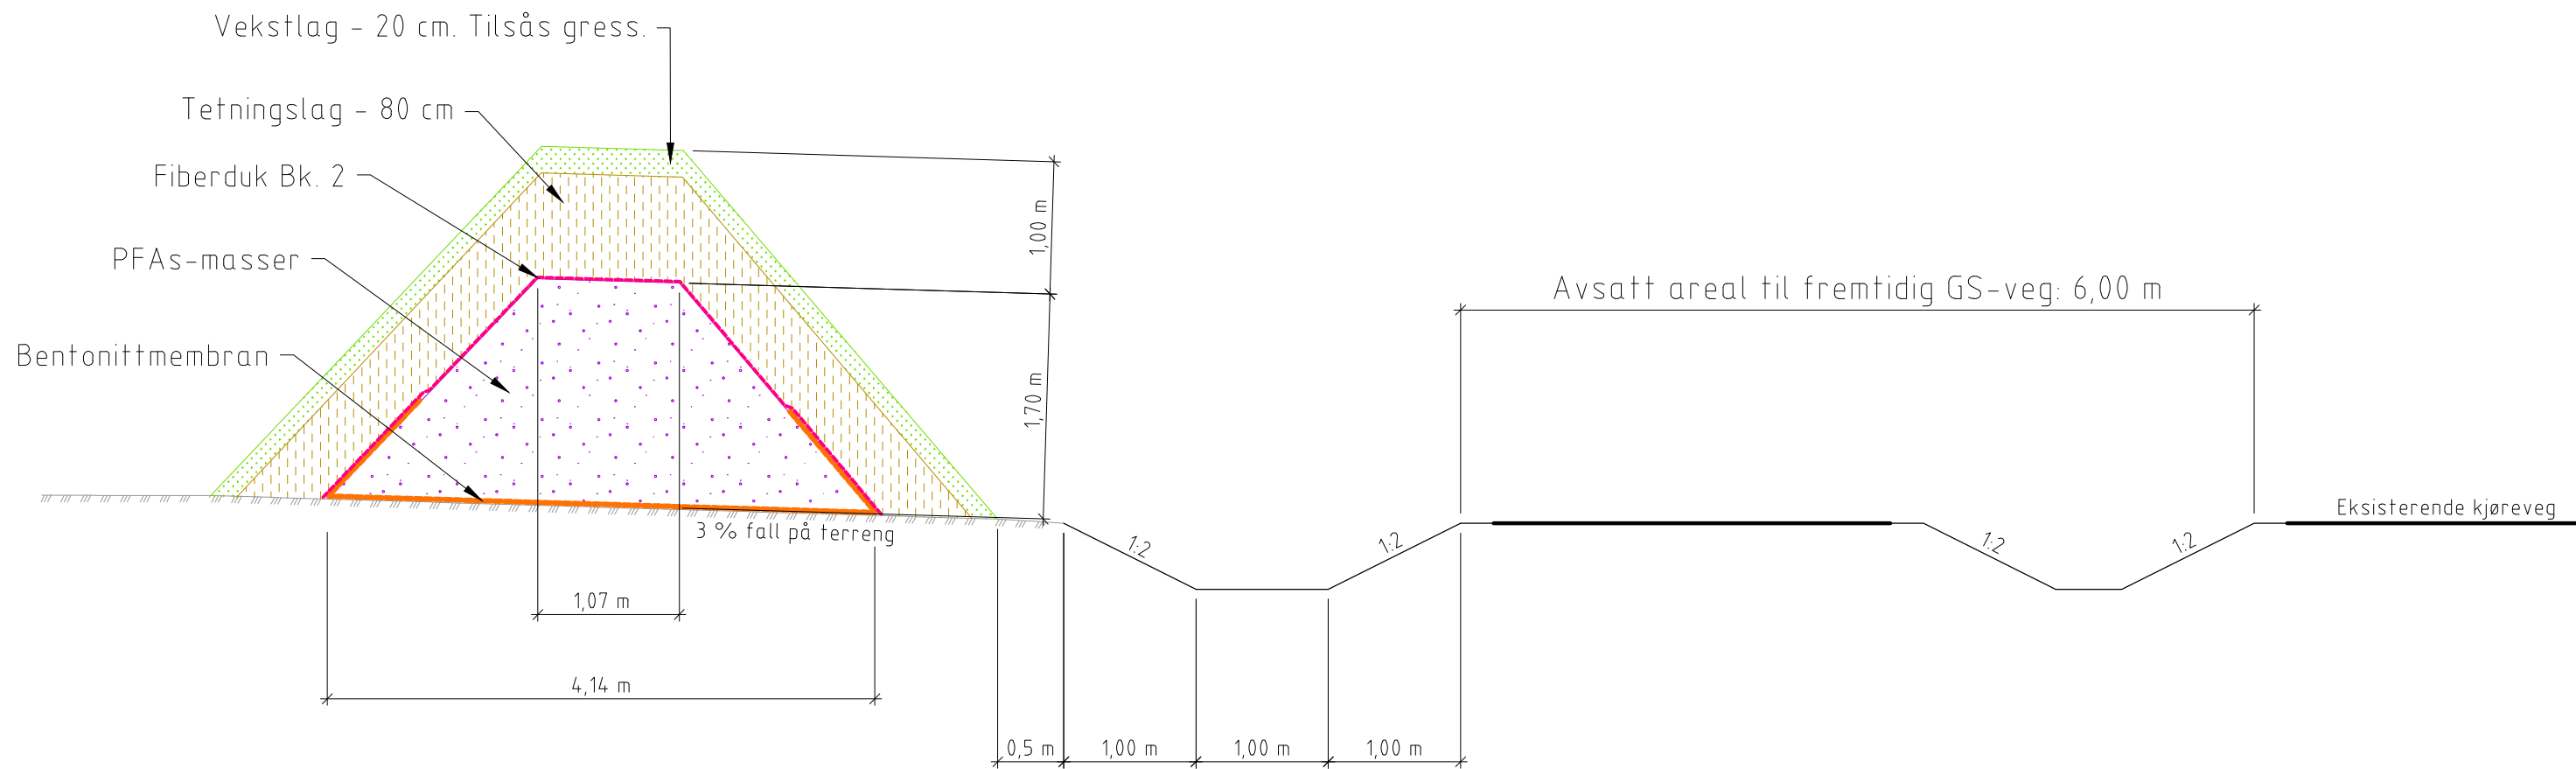 Vekstlag - 20 cm. Tilsås gress.
Tetningslag - 80 cm
Fiberduk Bk. 2
PFAs-masser
Bentonittmembran
1,00 m
1,70 m
Avsatt areal til fremtidig GS-veg: 6,00 m
Eksisterende kjøreveg
3 % fall på terreng
1:2
1:2
1:2
1:2
1,07 m
4,14 m
0,5 m
1,00 m
1,00 m
1,00 m